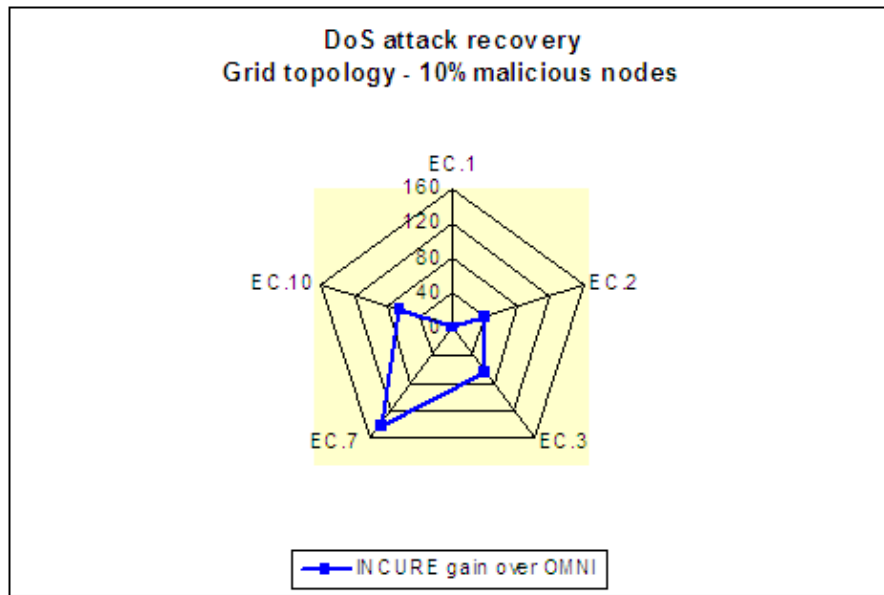 DoS attack recovery
Grid topology - 10% malicious nodes
EC.1
160
120
80
40
0
EC.10
EC.2
EC.7
EC.3
INCURE gain over OMNI